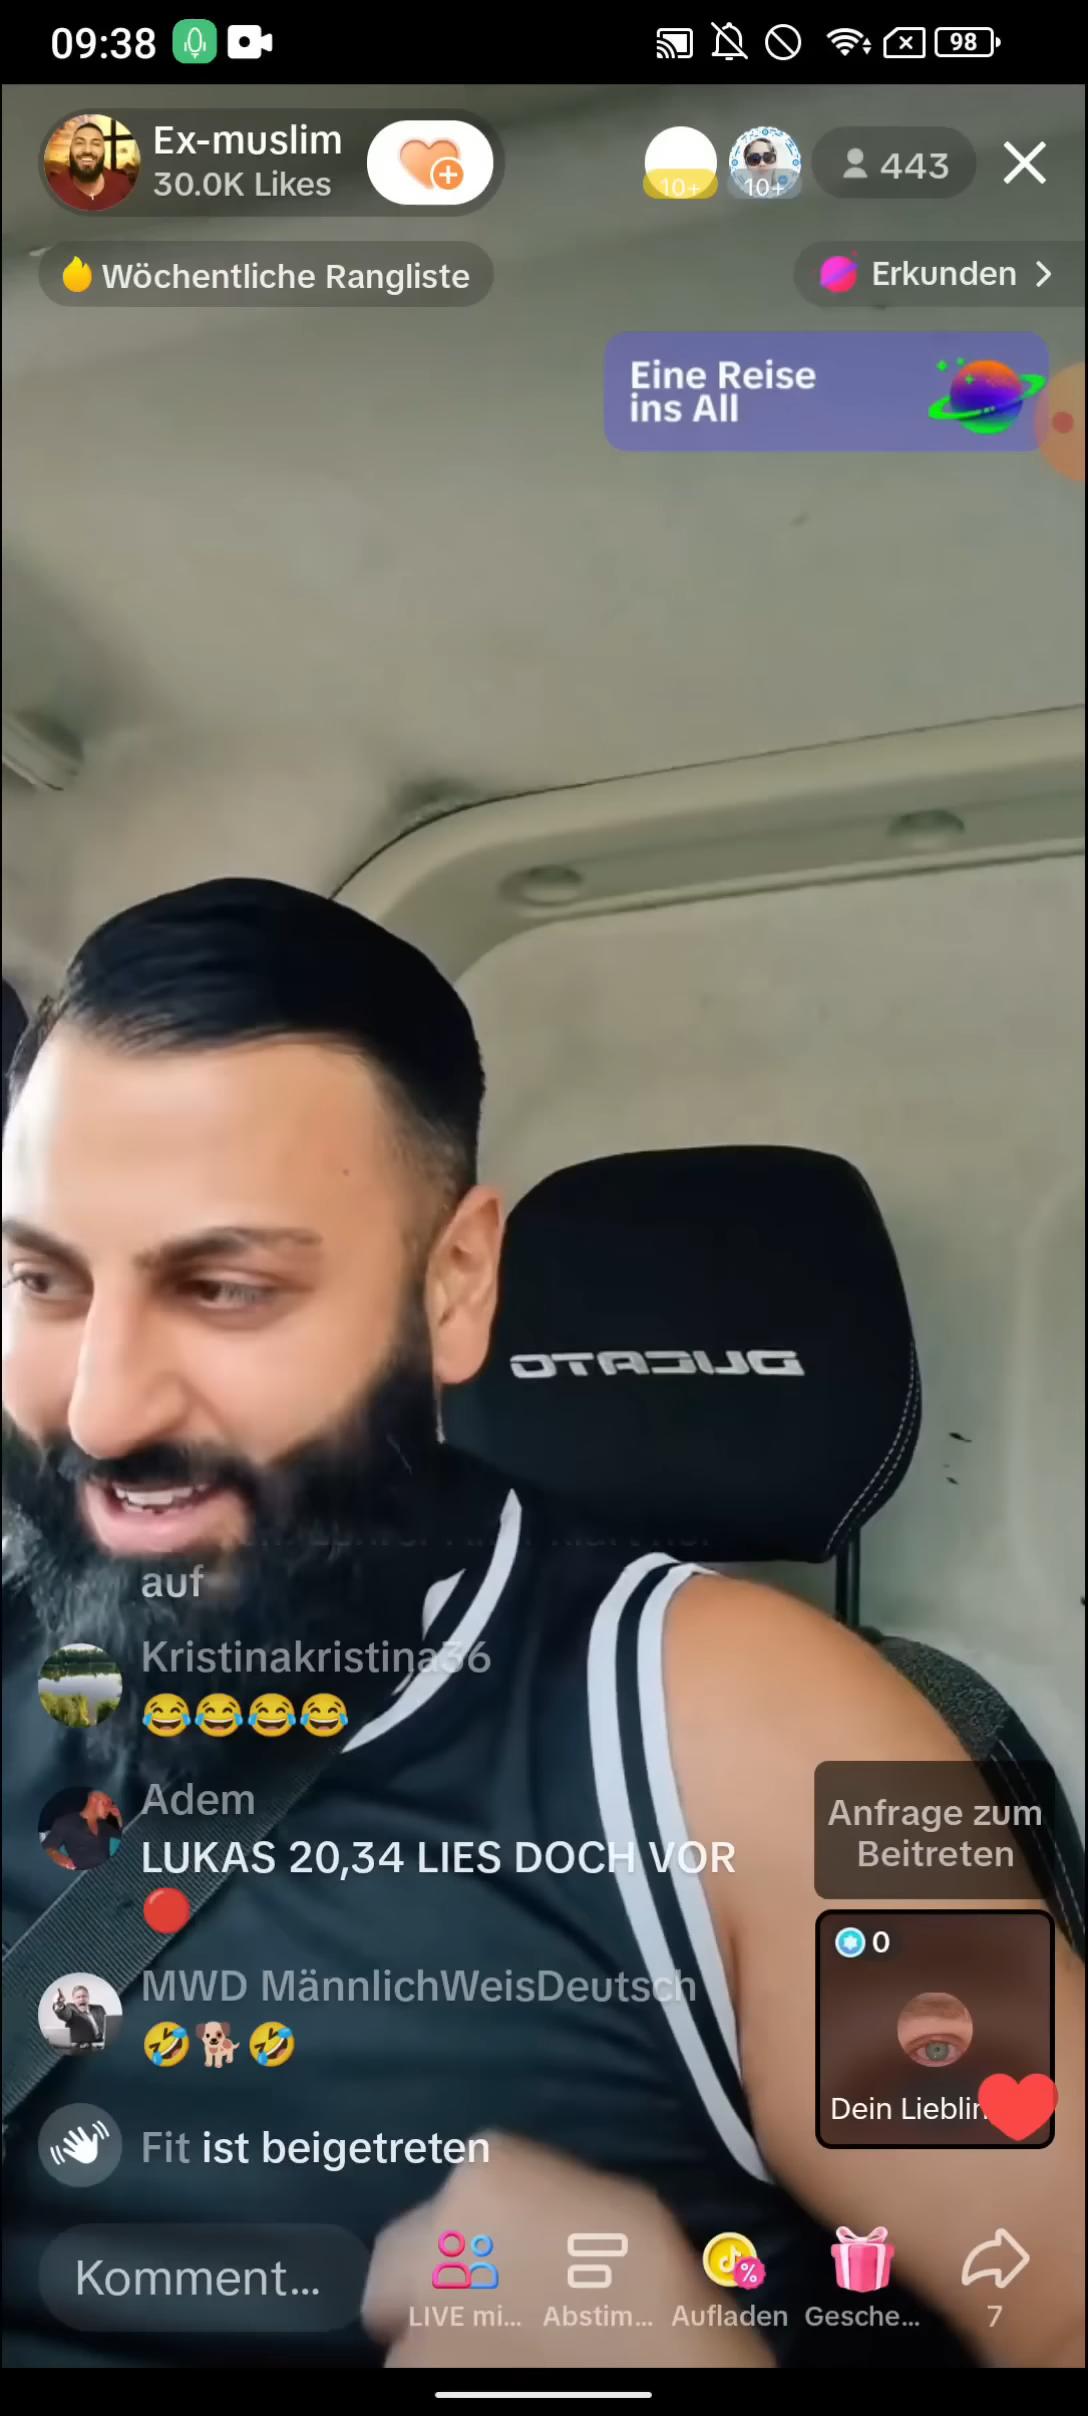 09:38
98
Ex-muslim
30.0K Likes
10+
10+
443
Wöchentliche Rangliste
Erkunden
Eine Reise
ins All
DUCATO
auf
Kristinakristina36
😂😂😂😂
Adem
LUKAS 20,34 LIES DOCH VOR
🔴
MWD MännlichWeisDeutsch
🤣🐕🤣
Fit ist beigetreten
Anfrage zum
Beitreten
0
Dein Lieblin
Komment...
LIVE mi...
Abstim...
Aufladen
Gesche...
7